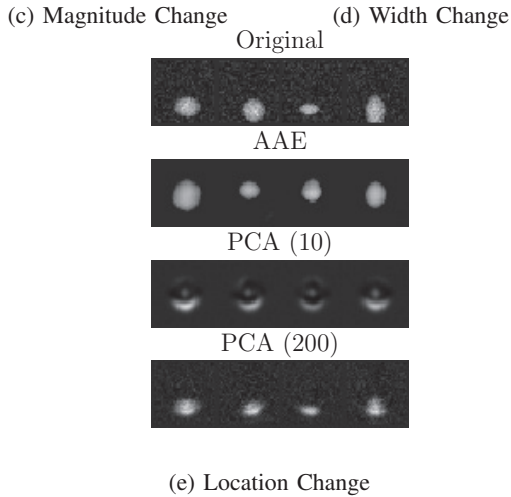 (c) Magnitude Change (d) Width Change
Original
AAE
PCA (10)
PCA (200)
(e) Location Change